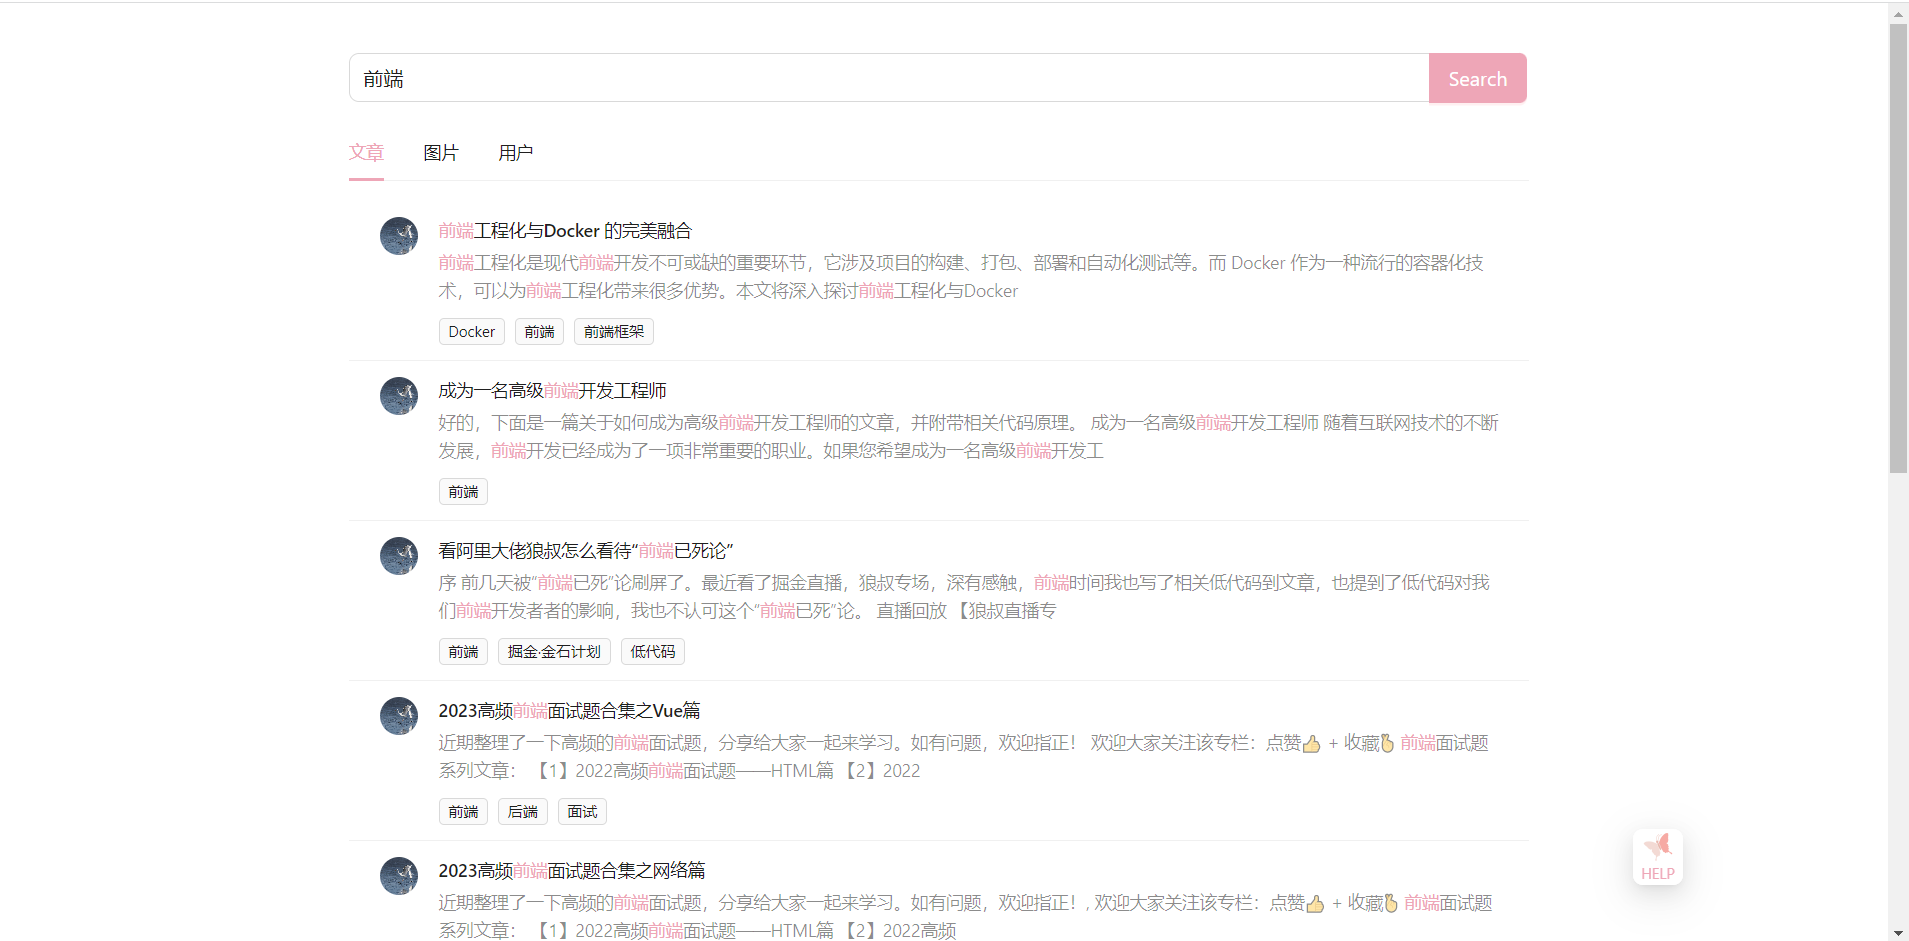 前端
Search
文章 图片 用户
前端工程化与Docker 的完美融合
前端工程化是现代前端开发不可或缺的重要环节，它涉及项目的构建、打包、部署和自动化测试等。而 Docker 作为一种流行的容器化技
术，可以为前端工程化带来很多优势。本文将深入探讨前端工程化与Docker
Docker 前端 前端框架
成为一名高级前端开发工程师
好的，下面是一篇关于如何成为高级前端开发工程师的文章，并附带相关代码原理。 成为一名高级前端开发工程师 随着互联网技术的不断
发展，前端开发已经成为了一项非常重要的职业。如果您希望成为一名高级前端开发工
前端
看阿里大佬狼叔怎么看待“前端已死论”
序 前几天被“前端已死”论刷屏了。最近看了掘金直播，狼叔专场，深有感触，前端时间我也写了相关低代码到文章，也提到了低代码对我
们前端开发者者的影响，我也不认可这个“前端已死”论。 直播回放 【狼叔直播专
前端 掘金·金石计划 低代码
2023高频前端面试题合集之Vue篇
近期整理了一下高频的前端面试题，分享给大家一起来学习。如有问题，欢迎指正！ 欢迎大家关注该专栏：点赞👍 + 收藏🤞 前端面试题
系列文章： 【1】2022高频前端面试题——HTML篇 【2】2022
前端 后端 面试
2023高频前端面试题合集之网络篇
近期整理了一下高频的前端面试题，分享给大家一起来学习。如有问题，欢迎指正！, 欢迎大家关注该专栏：点赞👍 + 收藏🤞 前端面试题
系列文章： 【1】2022高频前端面试题——HTML篇 【2】2022高频
HELP